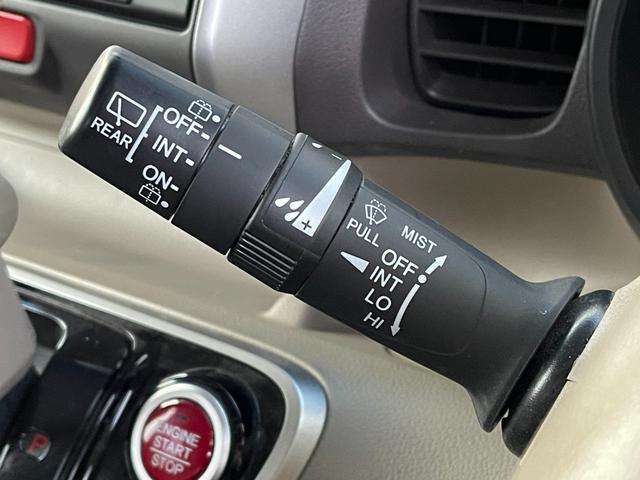 REAR
OFF
INT
ON
+
PULL
MIST
OFF
INT
LO
HI
ENGINE
START
STOP
P